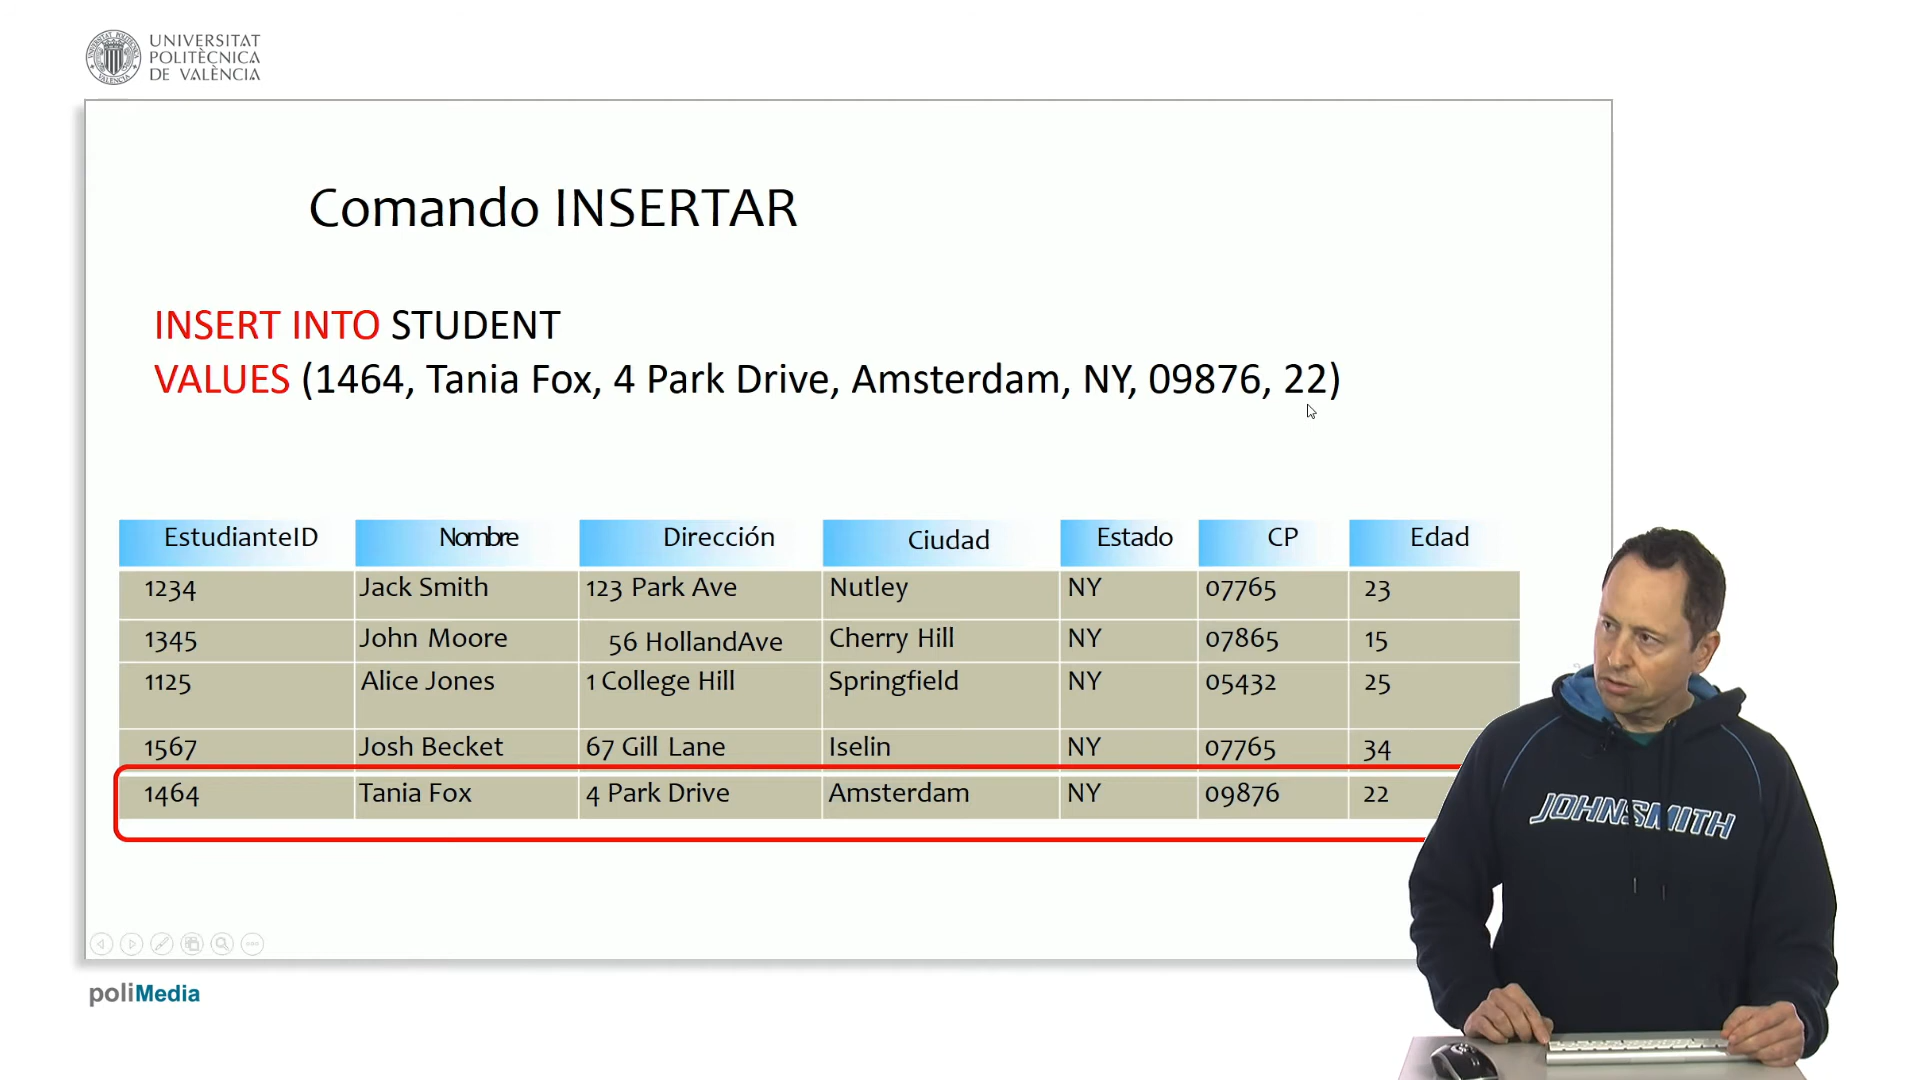 UNIVERSITAT
POLITÈCNICA
DE VALÈNCIA
Comando INSERTAR
INSERT INTO STUDENT
VALUES (1464, Tania Fox, 4 Park Drive, Amsterdam, NY, 09876, 22)
EstudianteID Nombre Dirección Ciudad Estado CP Edad
1234 Jack Smith 123 Park Ave Nutley NY 07765 23
1345 John Moore 56 HollandAve Cherry Hill NY 07865 15
1125 Alice Jones 1 College Hill Springfield NY 05432 25
1567 Josh Becket 67 Gill Lane Iselin NY 07765 34
1464 Tania Fox 4 Park Drive Amsterdam NY 09876 22
JOHNSMITH
poliMedia